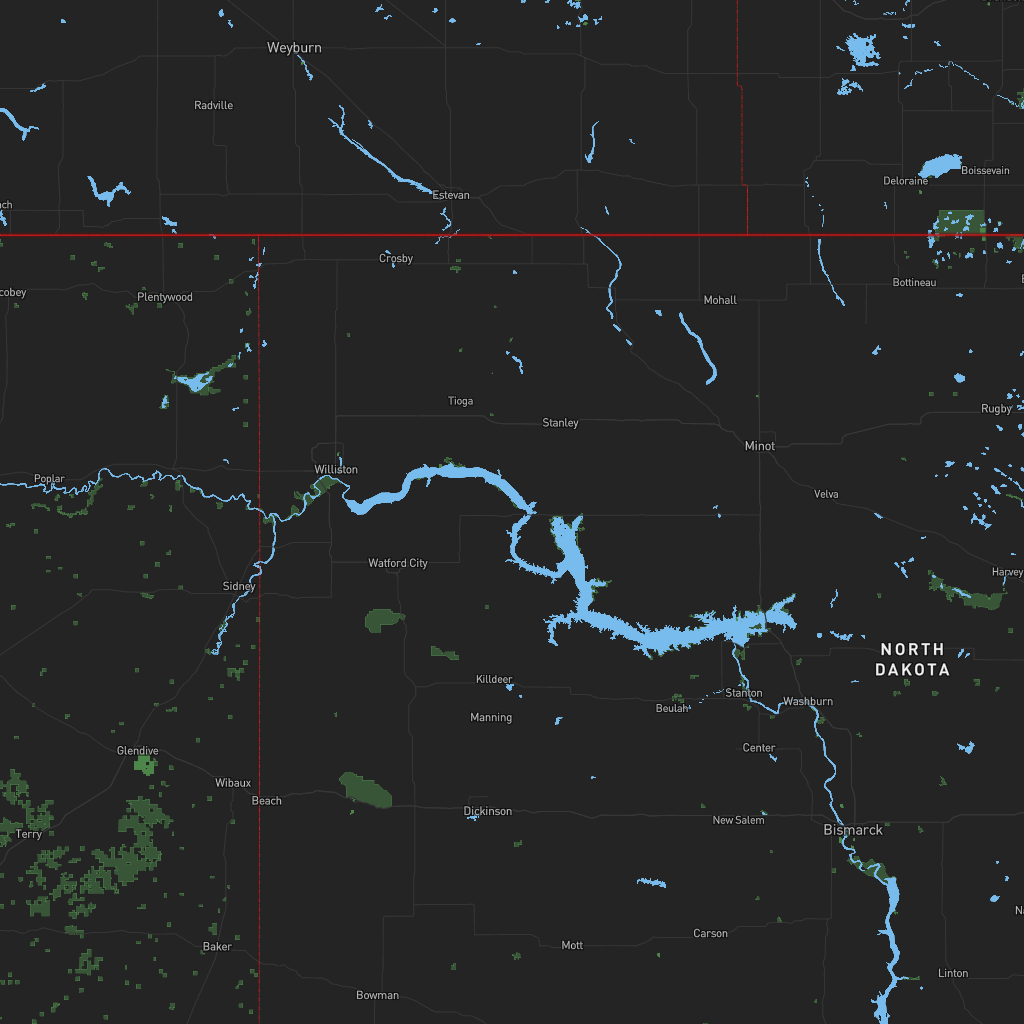 Weyburn
Radville
Estevan
Boissevain
Deloraine
Crosby
Bottineau
Plentywood
Mohall
Tioga
Rugby
Stanley
Minot
Williston
Poplar
Velva
Watford City
Harvey
Sidney
NORTH
DAKOTA
Killdeer
Stanton
Washburn
Beulah
Manning
Center
Glendive
Wibaux
Beach
Dickinson
New Salem
Bismarck
Terry
Carson
Mott
Baker
Linton
Bowman